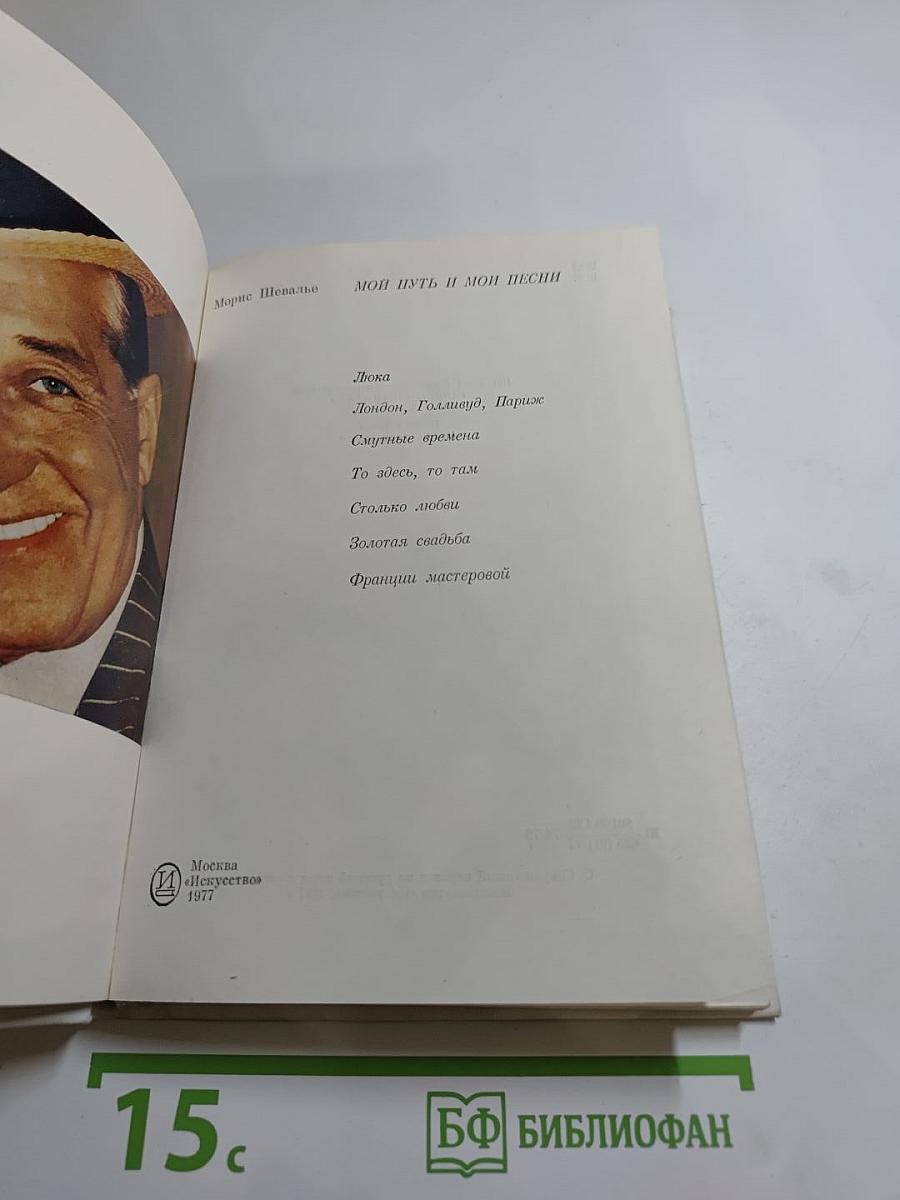 Морис Шевалье
МОЙ ПУТЬ И МОИ ПЕСНИ
Люка
Лондон, Голливуд, Париж
Смутные времена
То здесь, то там
Столько любви
Золотая свадьба
Франции мастеровой
И
Москва
«Искусство»
1977
15 с
БФ БИБЛИОФАН